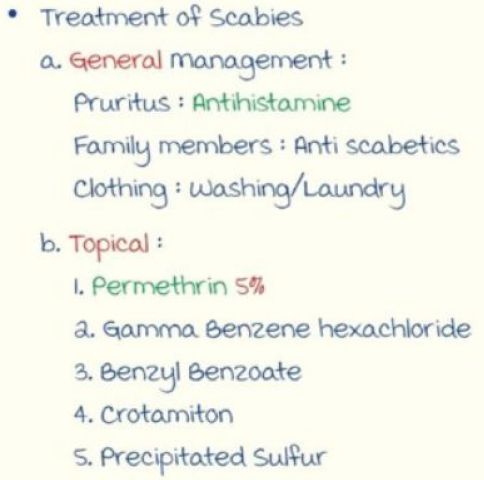 • Treatment of Scabies
a. General management :
Pruritus : Antihistamine
Family members : Anti scabetics
Clothing : Washing/Laundry
b. Topical :
1. Permethrin 5%
2. Gamma Benzene hexachloride
3. Benzyl Benzoate
4. Crotamiton
5. Precipitated Sulfur